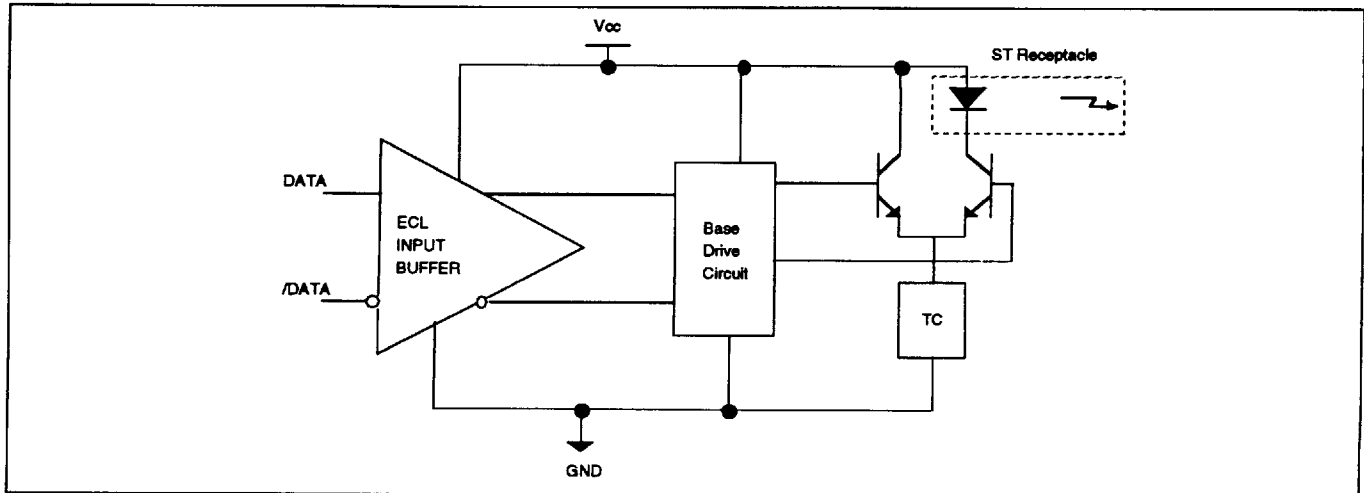 Vcc
ST Receptacle
DATA
ECL
INPUT
BUFFER
/DATA
Base
Drive
Circuit
TC
GND